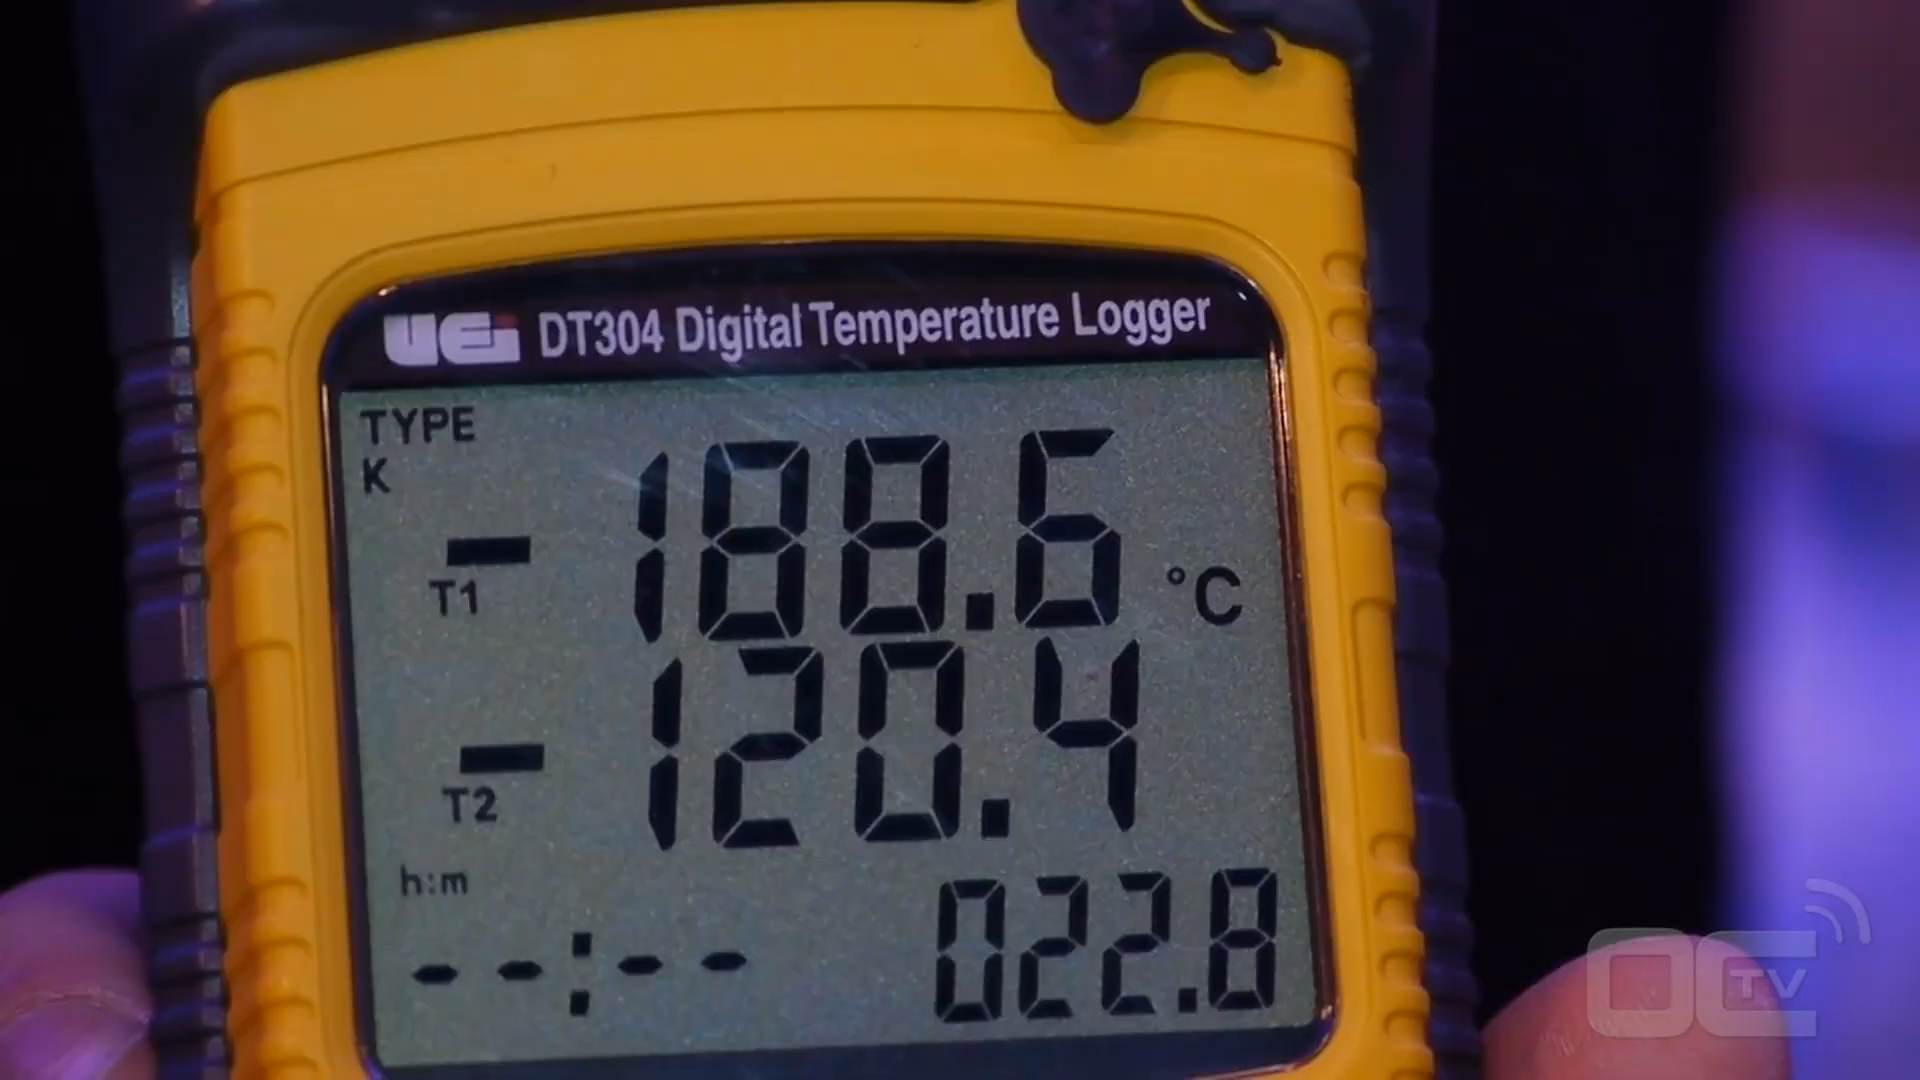 UEi DT304 Digital Temperature Logger
TYPE
K
T1 -188.6 °C
T2 -120.4
h:m
--:-- 022.8
OC TV